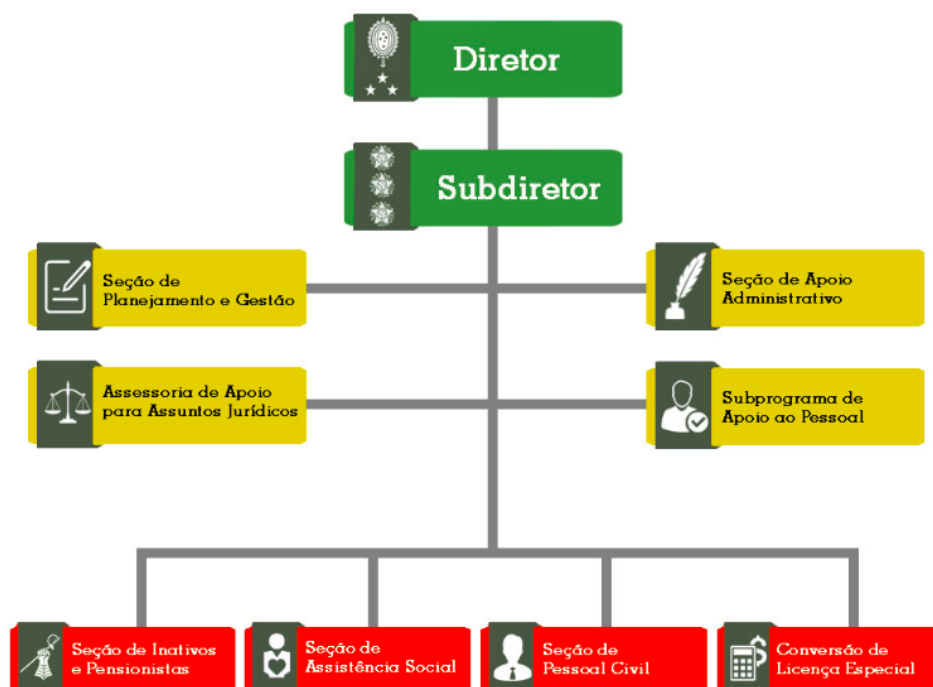 Diretor
Subdiretor
Seção de
Planejamento e Gestão
Seção de Apoio
Administrativo
Assessoria de Apoio
para Assuntos Jurídicos
Subprograma de
Apoio ao Pessoal
Seção de Inativos
e Pensionistas
Seção de
Assistência Social
Seção de
Pessoal Civil
Conversão de
Licença Especial